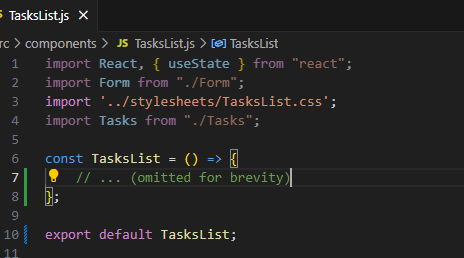 TasksList.js
rc > components > JS TasksList.js > TasksList
1 import React, { useState } from "react";
2 import Form from "./Form";
3 import '../stylesheets/TasksList.css';
4 import Tasks from "./Tasks";
5
6 const TasksList = () => {
7 // ... (omitted for brevity)
8 };
9
10 export default TasksList;
11